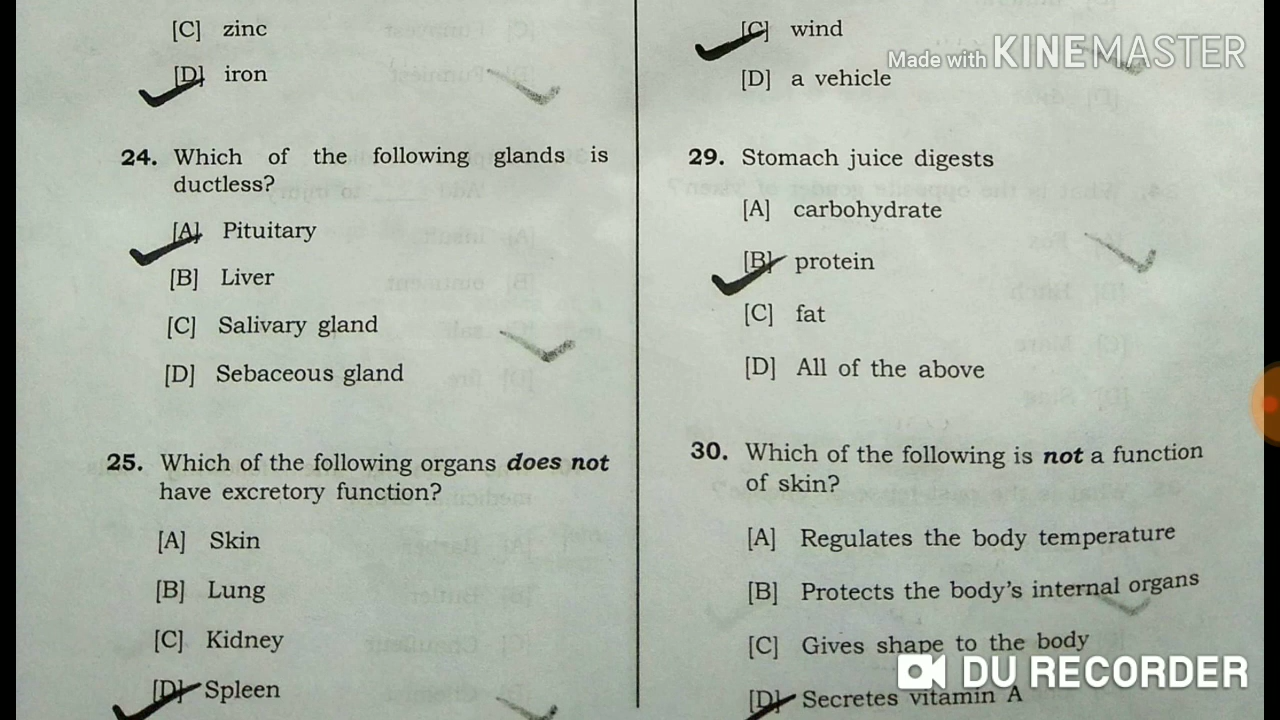 [C] zinc
[D] iron
24. Which of the following glands is
ductless?
[A] Pituitary
[B] Liver
[C] Salivary gland
[D] Sebaceous gland
25. Which of the following organs does not
have excretory function?
[A] Skin
[B] Lung
[C] Kidney
[D] Spleen
[C] wind
Made with KINEMASTER
[D] a vehicle
29. Stomach juice digests
[A] carbohydrate
[B] protein
[C] fat
[D] All of the above
30. Which of the following is not a function
of skin?
[A] Regulates the body temperature
[B] Protects the body's internal organs
[C] Gives shape to the body
DU RECORDER
[D] Secretes vitamin A